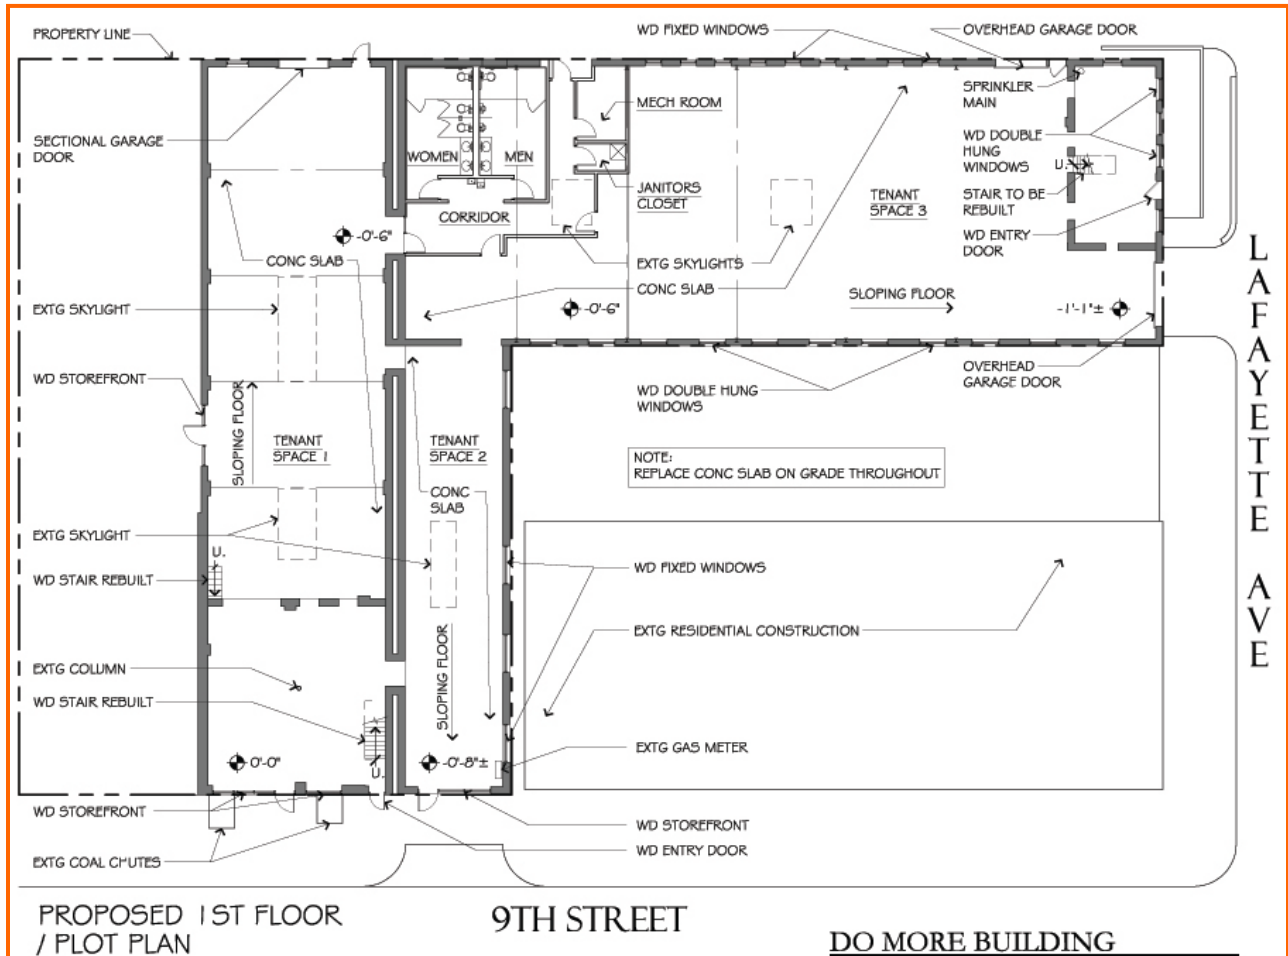 PROPERTY LINE
WD FIXED WINDOWS
OVERHEAD GARAGE DOOR
SECTIONAL GARAGE
DOOR
WOMEN
MEN
MECH ROOM
JANITORS
CLOSET
CORRIDOR
SPRINKLER
MAIN
WD DOUBLE
HUNG
WINDOWS
U.
STAIR TO BE
REBUILT
WD ENTRY
DOOR
TENANT
SPACE 3
-0'-6"
CONC SLAB
EXTG SKYLIGHTS
CONC SLAB
SLOPING FLOOR
EXTG SKYLIGHT
-0'-6"
-1'-1"±
LAFAYETTE AVE
WD STOREFRONT
OVERHEAD
GARAGE DOOR
WD DOUBLE HUNG
WINDOWS
SLOPING FLOOR
TENANT
SPACE 1
TENANT
SPACE 2
NOTE:
REPLACE CONC SLAB ON GRADE THROUGHOUT
CONC
SLAB
EXTG SKYLIGHT
U.
WD STAIR REBUILT
WD FIXED WINDOWS
EXTG RESIDENTIAL CONSTRUCTION
SLOPING FLOOR
EXTG COLUMN
WD STAIR REBUILT
EXTG GAS METER
0'-0"
U.
-0'-8"±
WD STOREFRONT
WD STOREFRONT
WD ENTRY DOOR
EXTG COAL CHUTES
PROPOSED 1ST FLOOR
/ PLOT PLAN
9TH STREET
DO MORE BUILDING